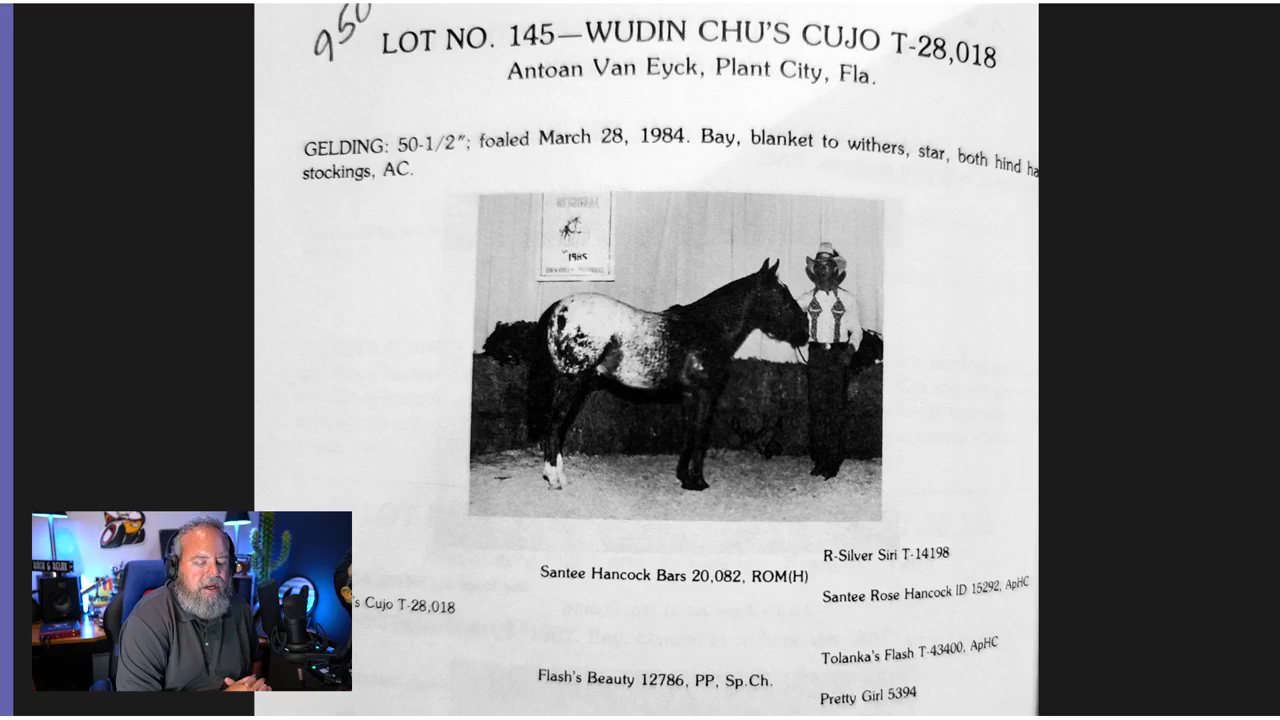 950
LOT NO. 145—WUDIN CHU'S CUJO T-28,018
Antoan Van Eyck, Plant City, Fla.
GELDING: 50-1/2"; foaled March 28, 1984. Bay, blanket to withers, star, both hind ha
stockings, AC.
R-Silver Siri T-14198
Santee Hancock Bars 20,082, ROM(H)
Santee Rose Hancock ID 15292, ApHC
's Cujo T-28,018
Tolanka's Flash T-43400, ApHC
Flash's Beauty 12786, PP, Sp.Ch.
Pretty Girl 5394